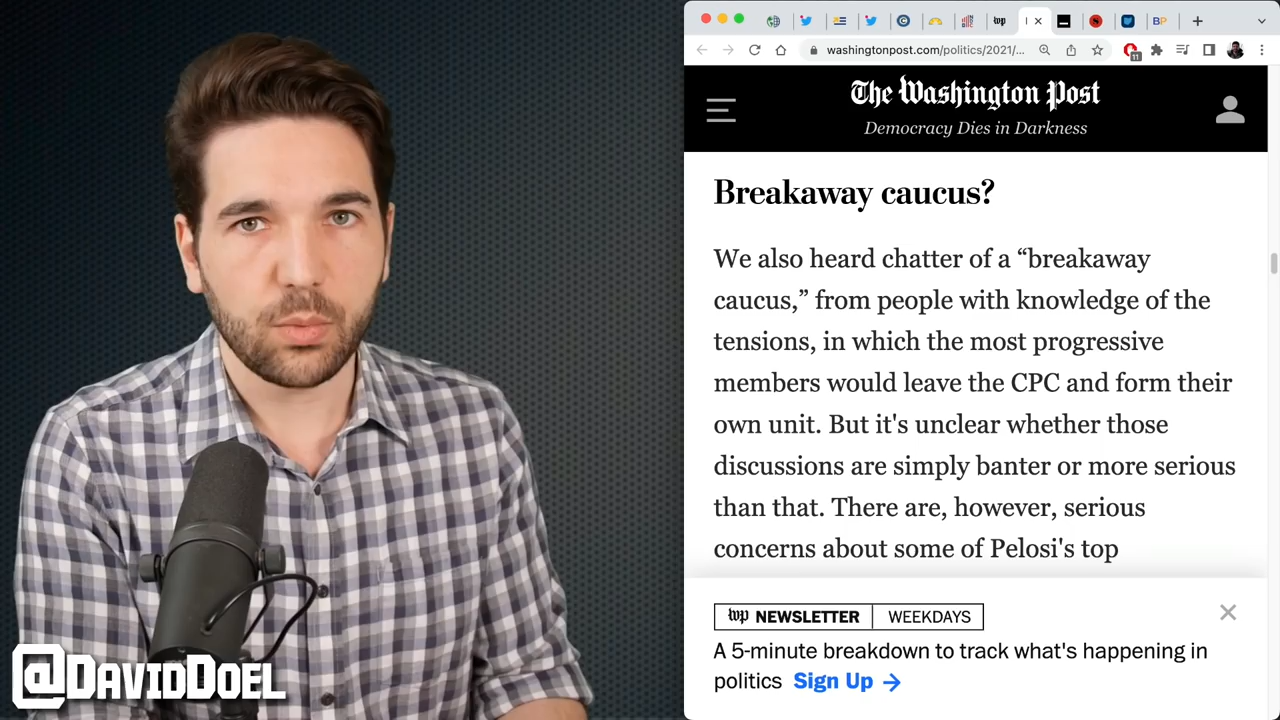 washingtonpost.com/politics/2021/...
11
wp
BP
The Washington Post
Democracy Dies in Darkness
Breakaway caucus?
We also heard chatter of a “breakaway
caucus,” from people with knowledge of the
tensions, in which the most progressive
members would leave the CPC and form their
own unit. But it's unclear whether those
discussions are simply banter or more serious
than that. There are, however, serious
concerns about some of Pelosi's top
wp NEWSLETTER WEEKDAYS
A 5-minute breakdown to track what's happening in
politics Sign Up →
@DavidDoel